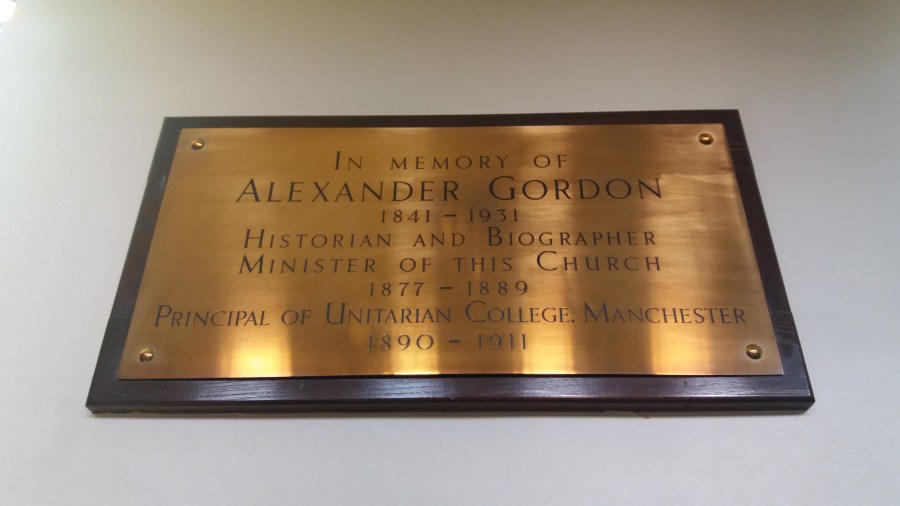 In memory of
Alexander Gordon
1841 – 1931
Historian and Biographer
Minister of this Church
1877 – 1889
Principal of Unitarian College, Manchester
1890 – 1911